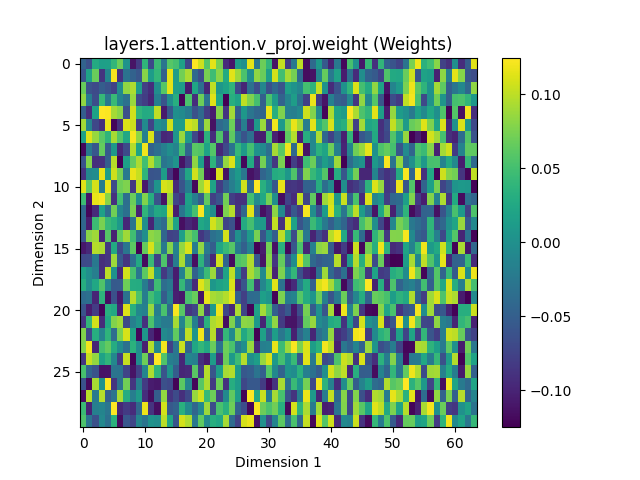 layers.1.attention.v_proj.weight (Weights)
0
5
10
15
20
25
Dimension 2
0 10 20 30 40 50 60
Dimension 1
0.10
0.05
0.00
−0.05
−0.10